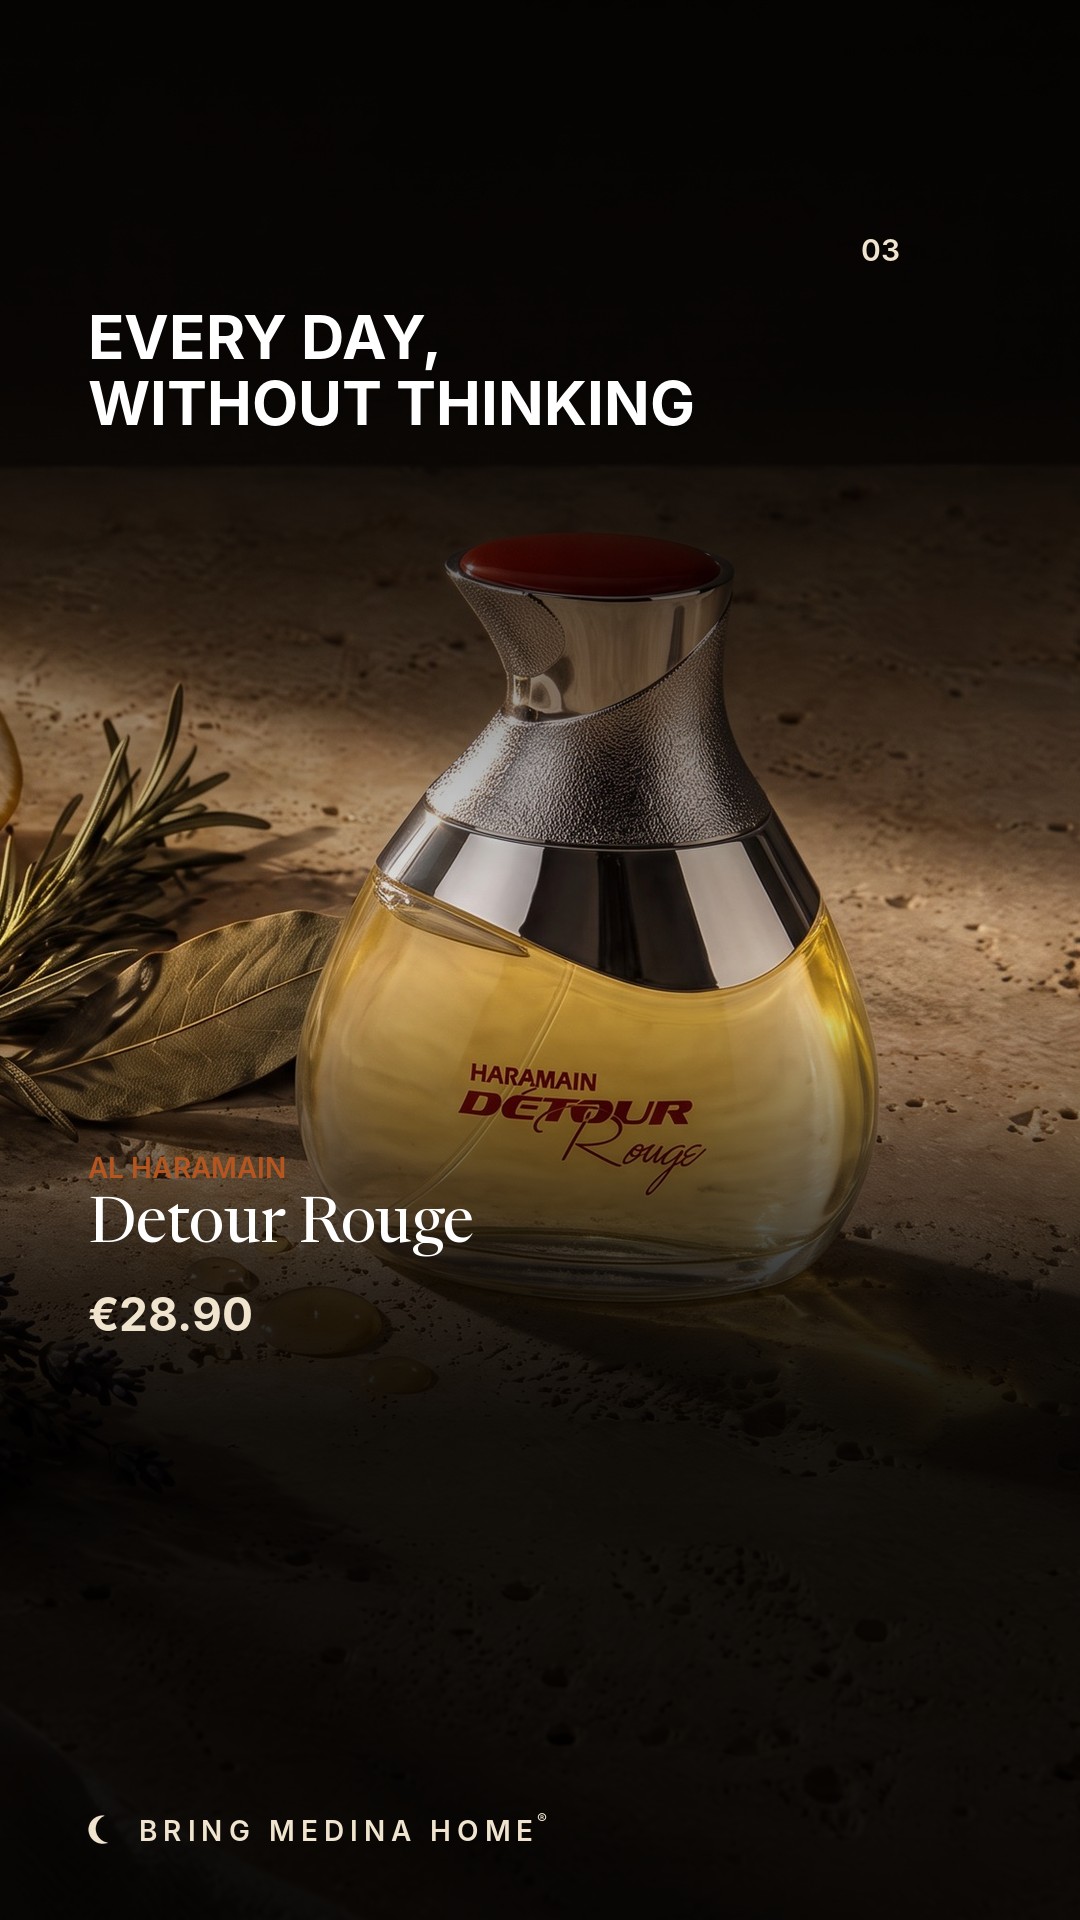 03
EVERY DAY,
WITHOUT THINKING
HARAMAIN
DÉTOUR
Rouge
AL HARAMAIN
Detour Rouge
€28.90
BRING MEDINA HOME®